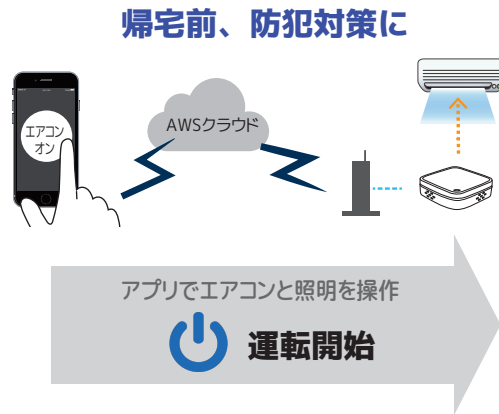 帰宅前、防犯対策に
エアコン
オン
AWSクラウド
アプリでエアコンと照明を操作
運転開始